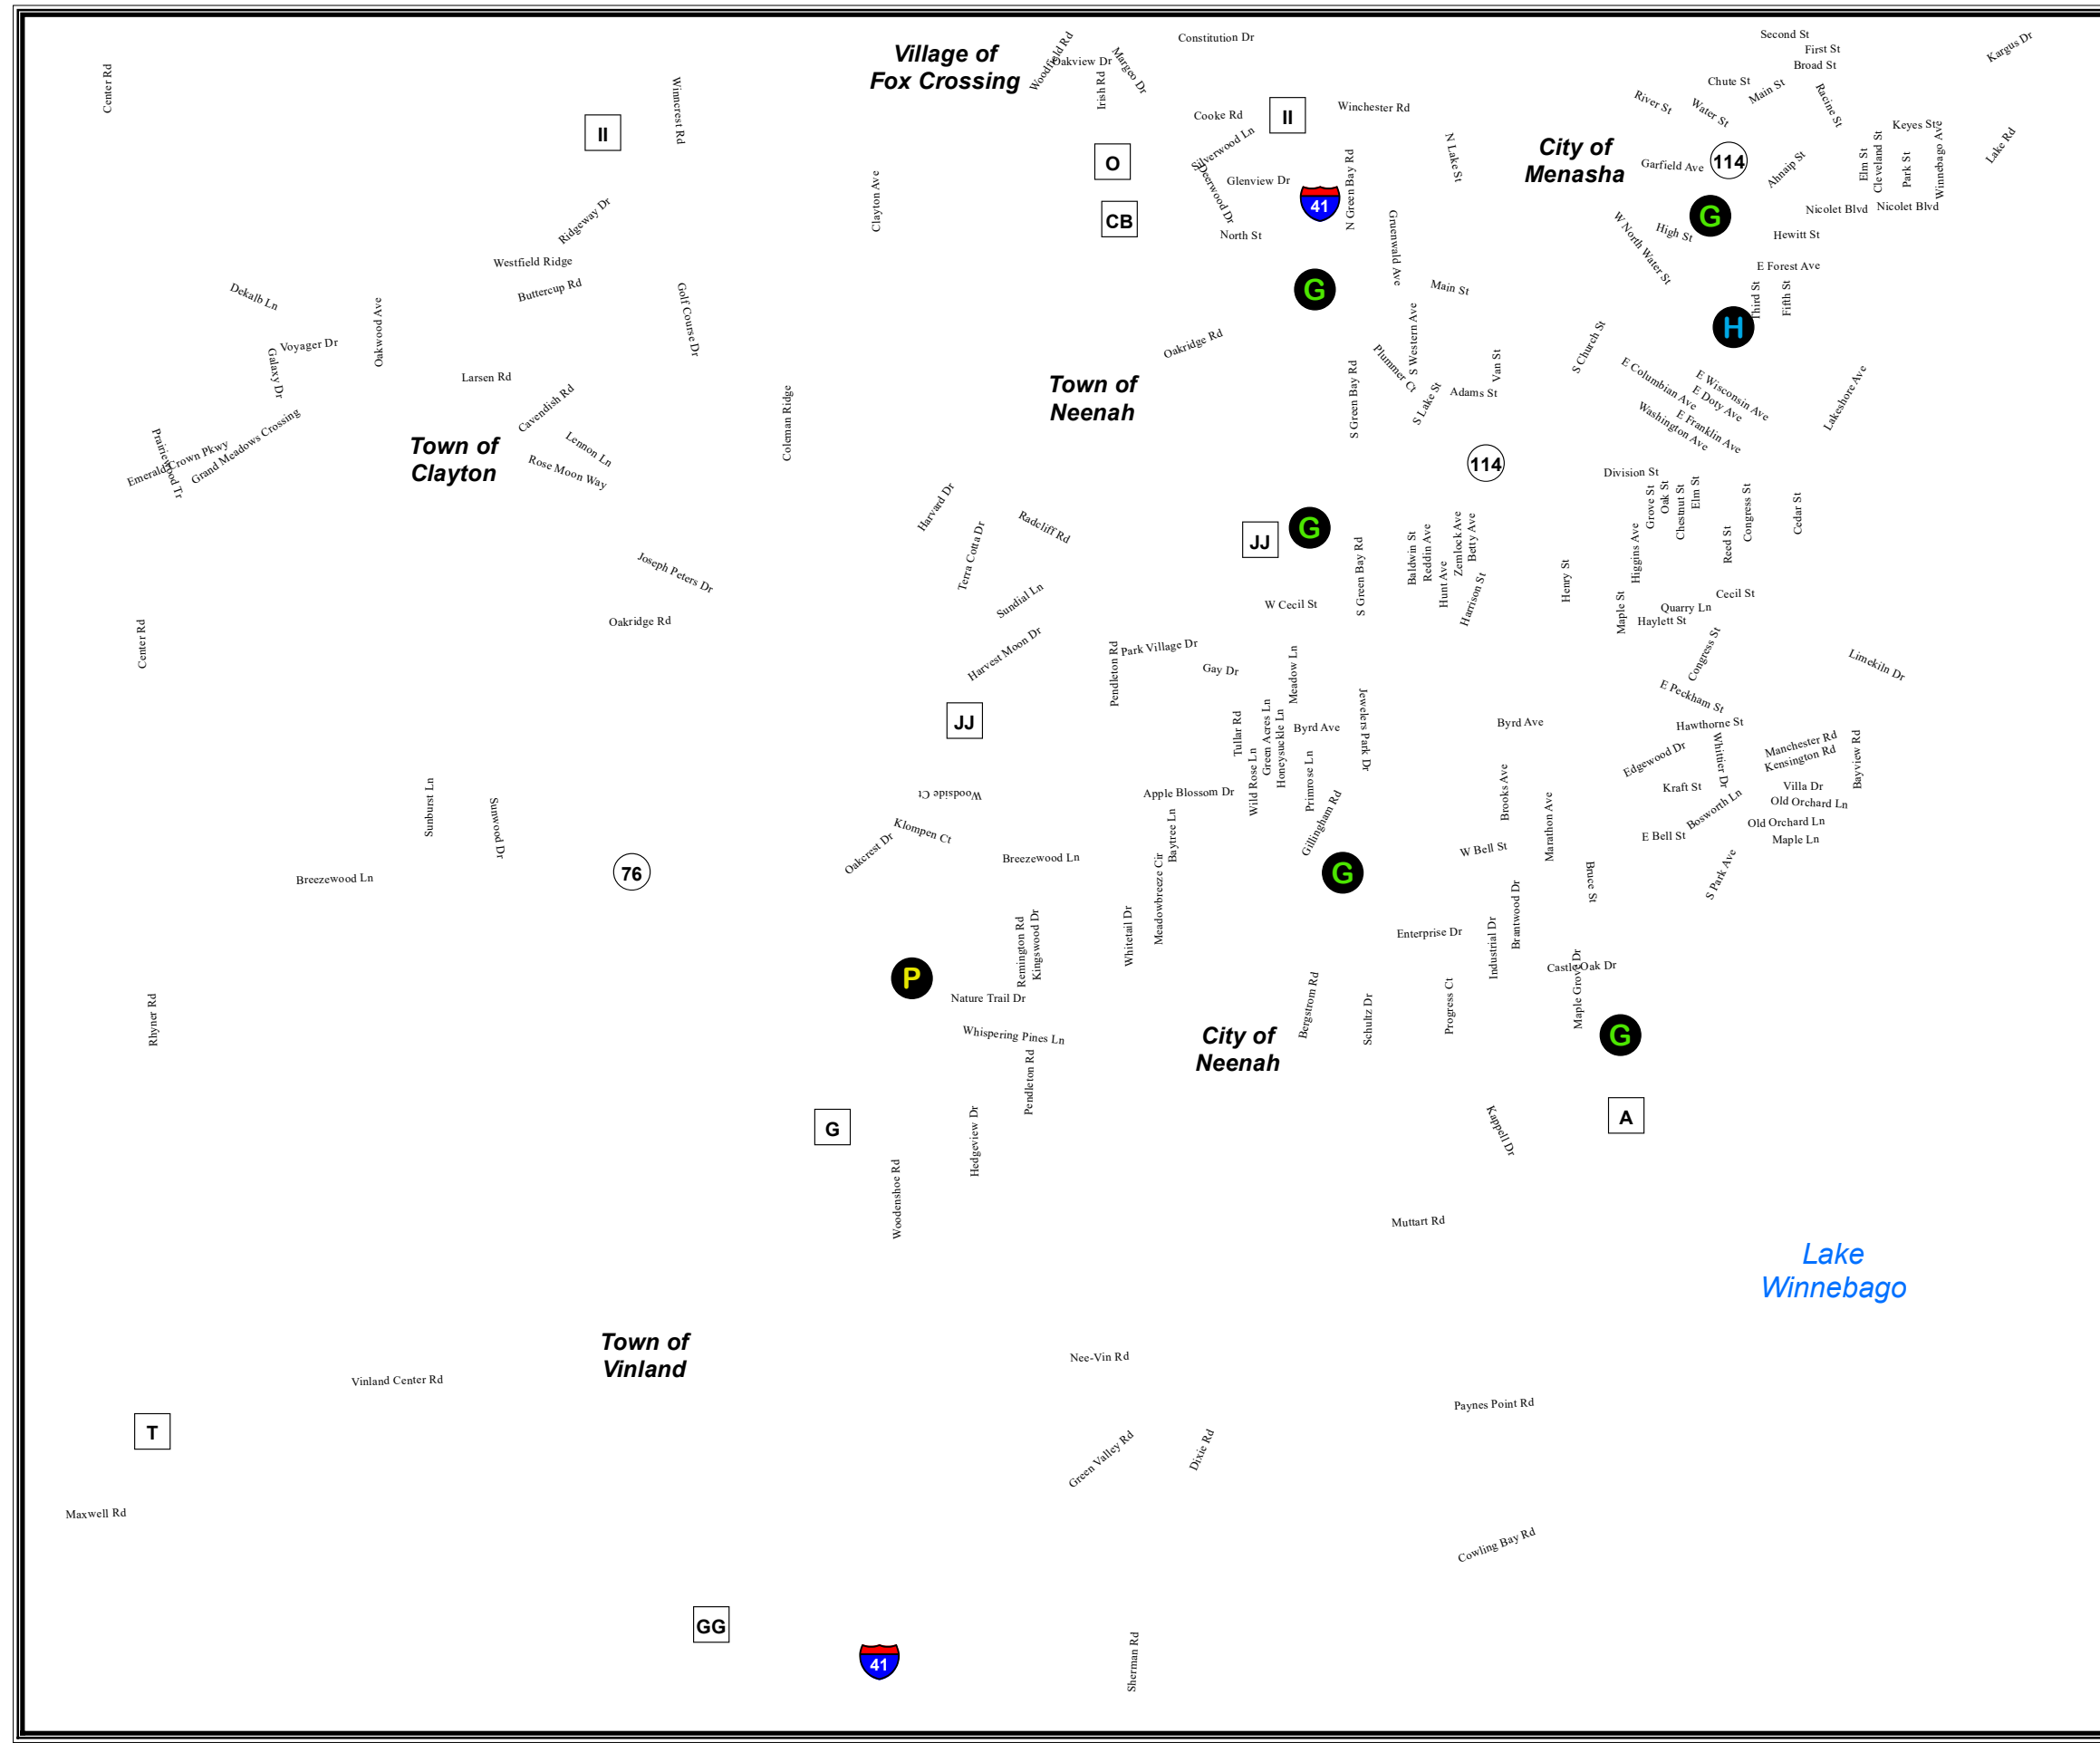 Village of
Fox Crossing
Constitution Dr
Second St
First St
Broad St
Kargus Dr
Woodfield Rd
Oakview Dr
Margeo Dr
Irish Rd
Center Rd
Winncrest Rd
II
Cooke Rd
II
Winchester Rd
River St
Water St
Chute St
Main St
Racine St
Keyes St
Lake Rd
City of
Menasha
Garfield Ave
114
Ahnaip St
Elm St
Cleveland St
Park St
Winnebago Ave
O
CB
Silverwood Ln
Deerwood Dr
Glenview Dr
41
N Green Bay Rd
N Lake St
Nicolet Blvd
Nicolet Blvd
North St
Clayton Ave
Ridgeway Dr
Westfield Ridge
Buttercup Rd
Gruenwald Ave
G
W North Water St
High St
Hewitt St
E Forest Ave
Third St
Fifth St
H
Dekalb Ln
Voyager Dr
Galaxy Dr
Oakwood Ave
Golf Course Dr
G
Main St
S Western Ave
Oakridge Rd
Plummer Ct
S Lake St
Van St
Adams St
S Church St
Larsen Rd
Cavendish Rd
Coleman Ridge
Town of
Neenah
S Green Bay Rd
E Wisconsin Ave
E Doty Ave
E Columbian Ave
E Franklin Ave
Washington Ave
Lakeshore Ave
Prairiewood Tr
Emerald Crown Pkwy
Grand Meadows Crossing
Town of
Clayton
Lennon Ln
Rose Moon Way
114
Division St
Grove St
Oak St
Chestnut St
Elm St
Congress St
Cedar St
Reed St
Higgins Ave
Harvard Dr
Terra Cotta Dr
Radcliff Rd
JJ
G
S Green Bay Rd
Baldwin St
Reddin Ave
Hunt Ave
Zemlock Ave
Betty Ave
Harrison St
Henry St
Joseph Peters Dr
Sundial Ln
W Cecil St
Maple St
Cecil St
Quarry Ln
Haylett St
Center Rd
Oakridge Rd
Harvest Moon Dr
Pendleton Rd
Park Village Dr
Gay Dr
Meadow Ln
Congress St
Limekiln Dr
E Peckham St
JJ
Tullar Rd
Wild Rose Ln
Green Acres Ln
Honeysuckle Ln
Byrd Ave
Primrose Ln
Jewelers Park Dr
Byrd Ave
Hawthorne St
Edgewood Dr
Whittier Dr
Manchester Rd
Kensington Rd
Bayview Rd
Sunburst Ln
Sunwood Dr
Woodside Ct
Apple Blossom Dr
Gillingham Rd
Brooks Ave
Marathon Ave
Kraft St
Bosworth Ln
Villa Dr
Old Orchard Ln
Old Orchard Ln
Maple Ln
Klompen Ct
Oakcrest Dr
Baytree Ln
Meadowbreeze Cir
W Bell St
E Bell St
S Park Ave
Breezewood Ln
76
Breezewood Ln
G
Bruce St
Brantwood Dr
Industrial Dr
Enterprise Dr
Remington Rd
Kingswood Dr
Whitetail Dr
P
Castle Oak Dr
Maple Grove Dr
Rhyner Rd
Nature Trail Dr
Whispering Pines Ln
City of
Neenah
Bergstrom Rd
Schultz Dr
Progress Ct
G
Pendleton Rd
Hedgeview Dr
G
Kappell Dr
A
Woodenshoe Rd
Muttart Rd
Lake
Winnebago
Town of
Vinland
Nee-Vin Rd
Vinland Center Rd
Paynes Point Rd
T
Green Valley Rd
Dixie Rd
Maxwell Rd
Cowling Bay Rd
GG
41
Sherman Rd